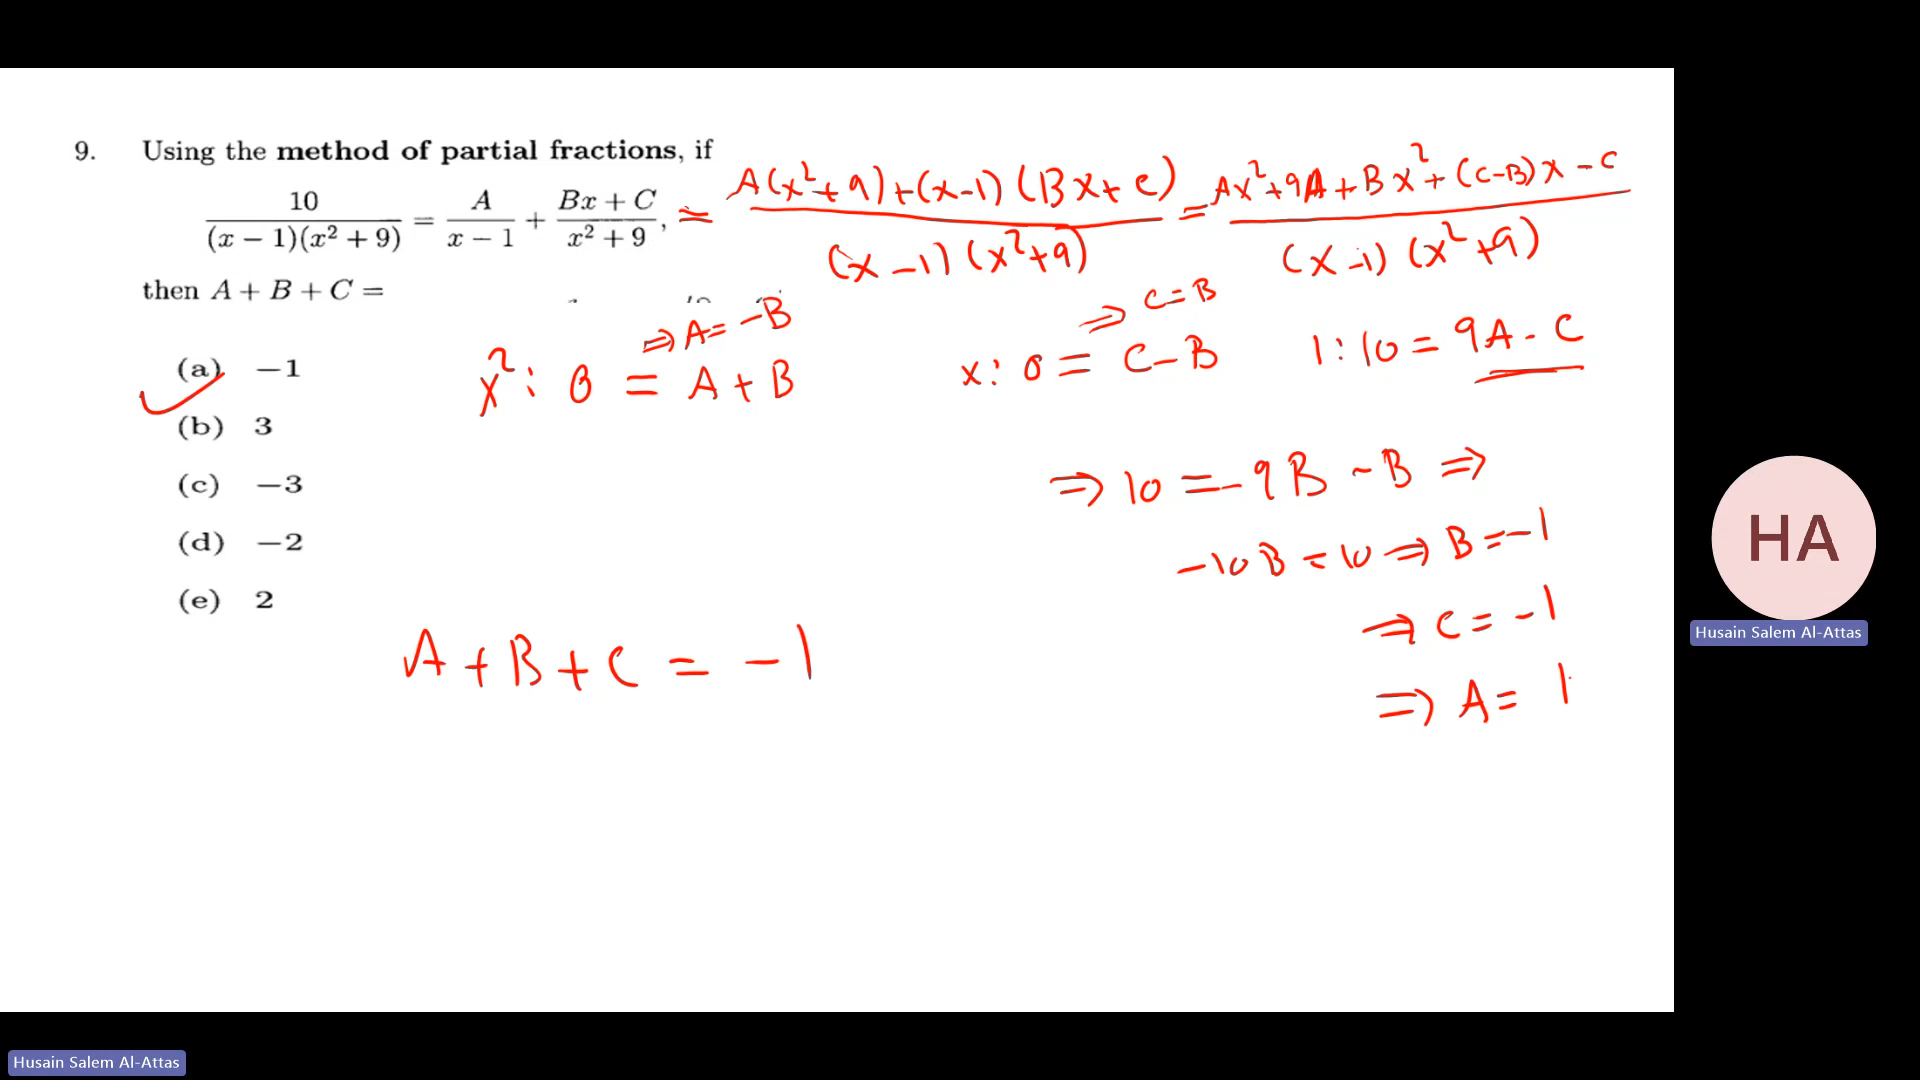 9. Using the method of partial fractions, if
10/((x − 1)(x² + 9)) = A/(x − 1) + (Bx + C)/(x² + 9), = (A(x²+9)+(x-1)(Bx+C))/((x-1)(x²+9)) = (Ax²+9A+Bx²+(C-B)x-C)/((x-1)(x²+9))
then A + B + C =
(a) −1
(b) 3
(c) −3
(d) −2
(e) 2
⇒ A = -B
x²: 0 = A + B
⇒ C = B
x: 0 = C - B
1: 10 = 9A - C
⇒ 10 = -9B - B ⇒
-10B = 10 ⇒ B = -1
⇒ C = -1
⇒ A = 1
A + B + C = -1
HA
Husain Salem Al-Attas
Husain Salem Al-Attas